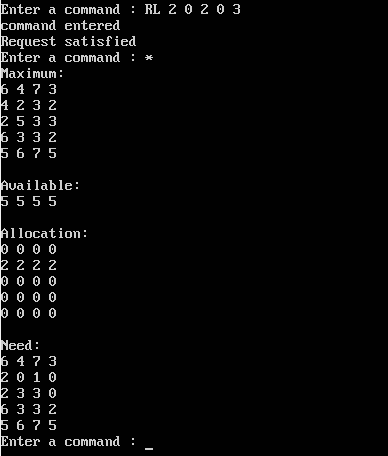 Enter a command : RL 2 0 2 0 3
command entered
Request satisfied
Enter a command : *
Maximum:
6 4 7 3
4 2 3 2
2 5 3 3
6 3 3 2
5 6 7 5
Available:
5 5 5 5
Allocation:
0 0 0 0
2 2 2 2
0 0 0 0
0 0 0 0
0 0 0 0
Need:
6 4 7 3
2 0 1 0
2 3 3 0
6 3 3 2
5 6 7 5
Enter a command : _